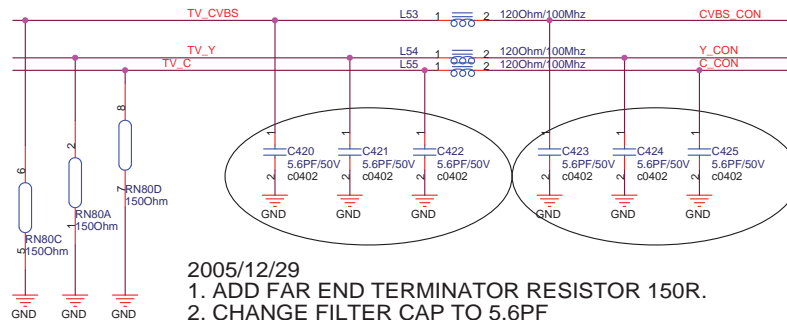 TV_CVBS L53 1 2 120Ohm/100Mhz CVBS_CON
TV_Y L54 1 2 120Ohm/100Mhz Y_CON
TV_C L55 1 2 120Ohm/100Mhz C_CON
8
6 2 1 1 1 1 1 1
C420 C421 C422 C423 C424 C425
5.6PF/50V 5.6PF/50V 5.6PF/50V 5.6PF/50V 5.6PF/50V 5.6PF/50V
2 c0402 2 c0402 2 c0402 2 c0402 2 c0402 2 c0402
7 RN80D
150Ohm
1 RN80A
150Ohm
GND GND GND GND GND GND
5 RN80C
150Ohm
2005/12/29
1. ADD FAR END TERMINATOR RESISTOR 150R.
GND GND GND
2. CHANGE FILTER CAP TO 5.6PF